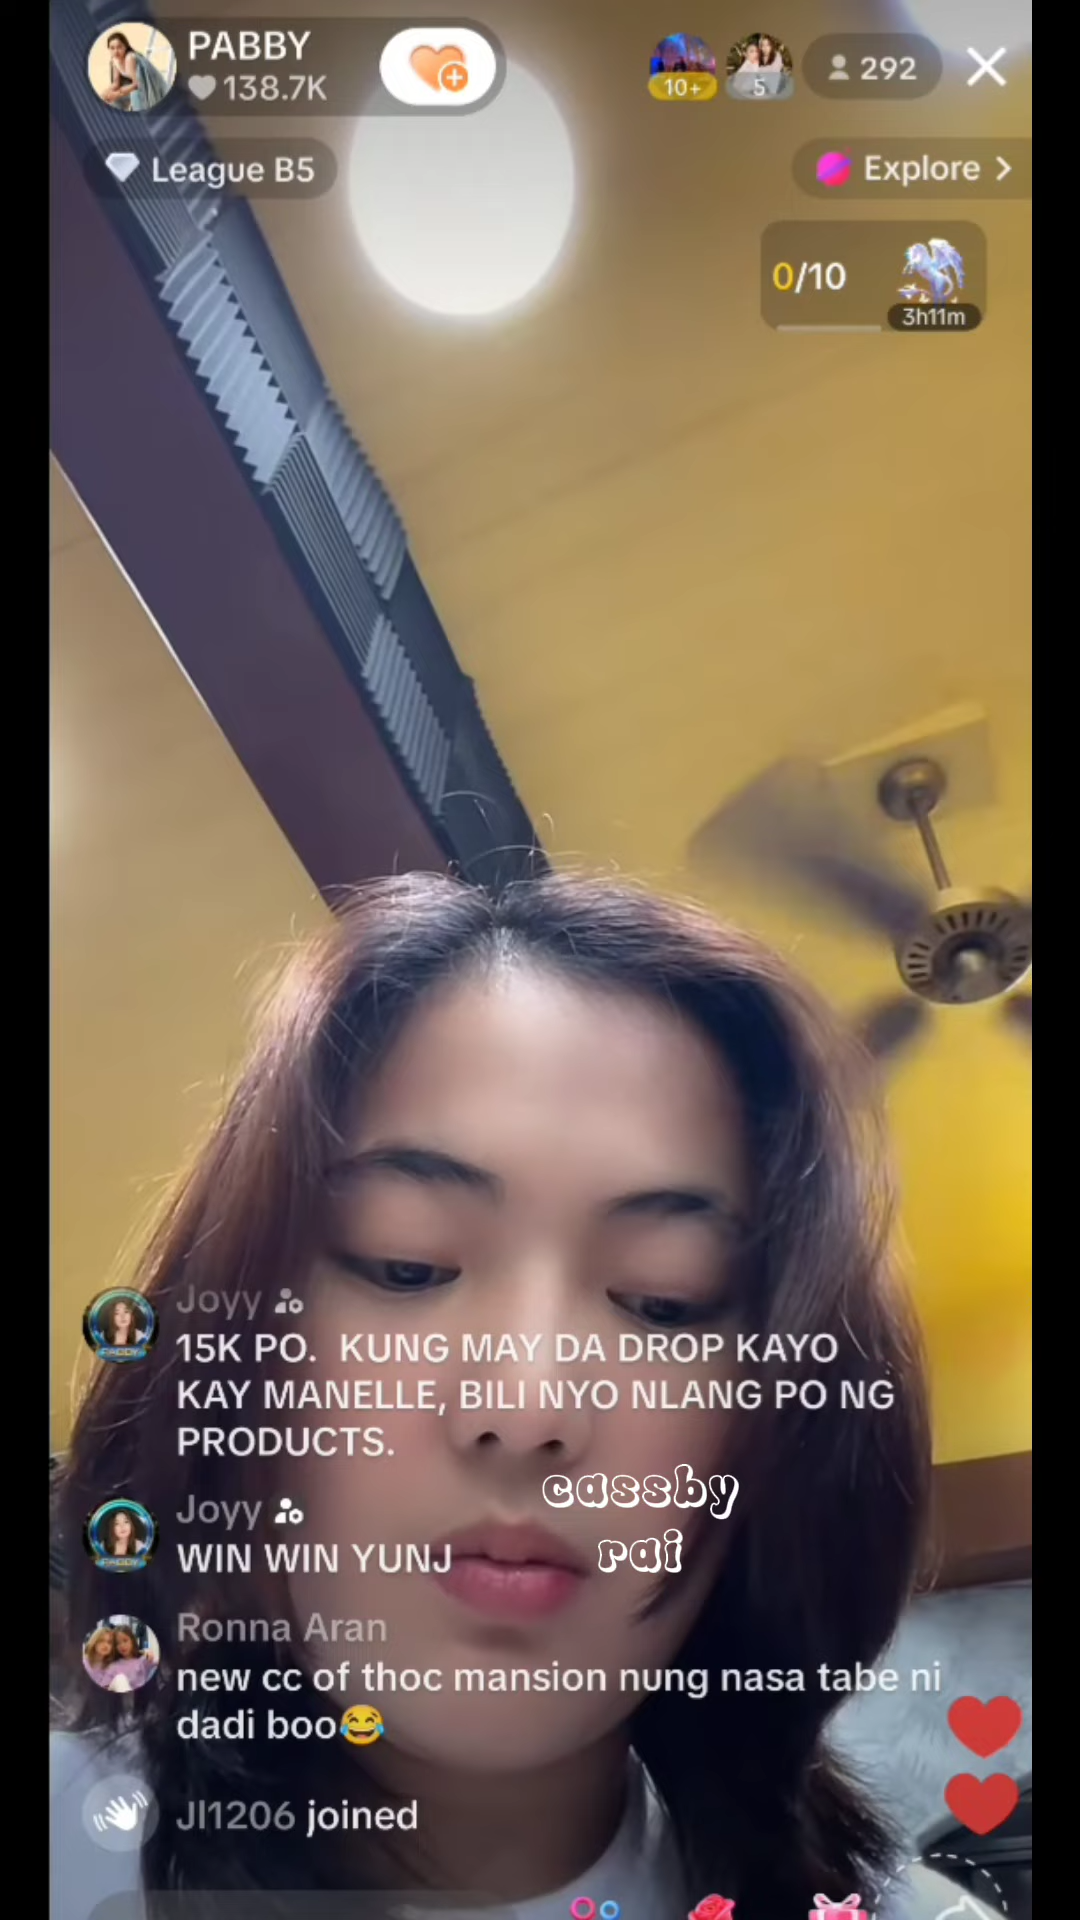 PABBY
138.7K
10+
5
292
League B5
Explore >
0/10
3h11m
Joyy
15K PO. KUNG MAY DA DROP KAYO
KAY MANELLE, BILI NYO NLANG PO NG
PRODUCTS.
cassby
rai
Joyy
WIN WIN YUNJ
Ronna Aran
new cc of thoc mansion nung nasa tabe ni
dadi boo😂
Jl1206 joined